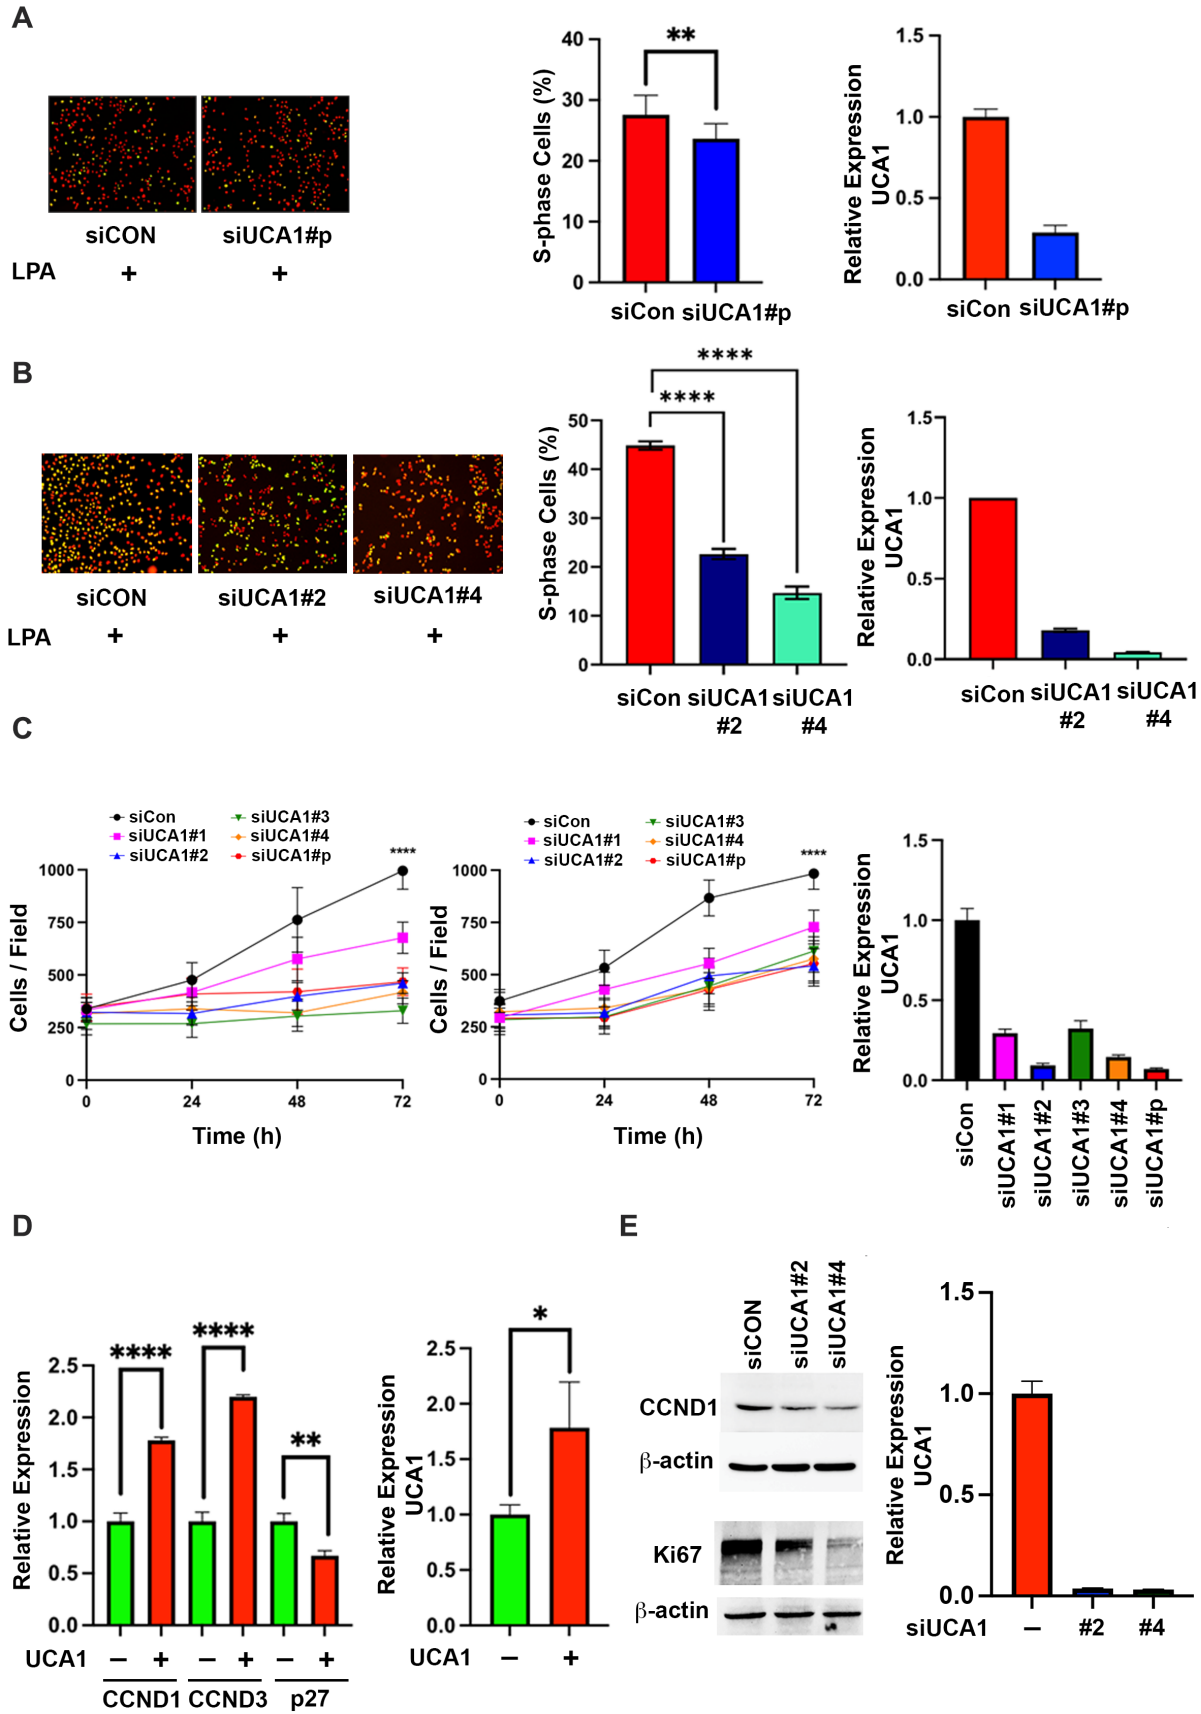 A
siCON
siUCA1#p
LPA
+
+
S-phase Cells (%)
40
30
20
10
0
**
siCon
siUCA1#p
Relative Expression
UCA1
1.5
1.0
0.5
0.0
siCon
siUCA1#p
B
siCON
siUCA1#2
siUCA1#4
LPA
+
+
+
S-phase Cells (%)
50
40
30
20
10
0
****
****
siCon
siUCA1
#2
siUCA1
#4
Relative Expression
UCA1
1.5
1.0
0.5
0.0
siCon
siUCA1
#2
siUCA1
#4
C
siCon
siUCA1#1
siUCA1#2
siUCA1#3
siUCA1#4
siUCA1#p
****
Cells / Field
1000
750
500
250
0
0
24
48
72
Time (h)
siCon
siUCA1#1
siUCA1#2
siUCA1#3
siUCA1#4
siUCA1#p
****
Cells / Field
1000
750
500
250
0
0
24
48
72
Time (h)
Relative Expression
UCA1
1.5
1.0
0.5
0.0
siCon
siUCA1#1
siUCA1#2
siUCA1#3
siUCA1#4
siUCA1#p
D
Relative Expression
2.5
2.0
1.5
1.0
0.5
0.0
****
****
**
UCA1
− + − + − +
CCND1
CCND3
p27
Relative Expression
UCA1
2.5
2.0
1.5
1.0
0.5
0.0
*
UCA1
− +
E
siCON
siUCA1#2
siUCA1#4
CCND1
β-actin
Ki67
β-actin
Relative Expression
UCA1
1.5
1.0
0.5
0.0
siUCA1
− #2 #4